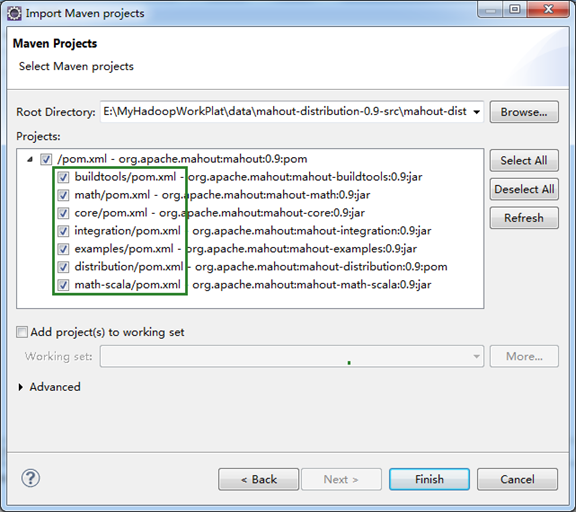 Import Maven projects
Maven Projects
Select Maven projects
Root Directory: E:\MyHadoopWorkPlat\data\mahout-distribution-0.9-src\mahout-dist Browse...
Projects:
/pom.xml - org.apache.mahout:mahout:0.9:pom Select All
buildtools/pom.xml - org.apache.mahout:mahout-buildtools:0.9:jar
math/pom.xml - org.apache.mahout:mahout-math:0.9:jar Deselect All
core/pom.xml - org.apache.mahout:mahout-core:0.9:jar Refresh
integration/pom.xml org.apache.mahout:mahout-integration:0.9:jar
examples/pom.xml - org.apache.mahout:mahout-examples:0.9:jar
distribution/pom.xml - org.apache.mahout:mahout-distribution:0.9:pom
math-scala/pom.xml org.apache.mahout:mahout-math-scala:0.9:jar
Add project(s) to working set
Working set: More...
Advanced
? < Back Next > Finish Cancel